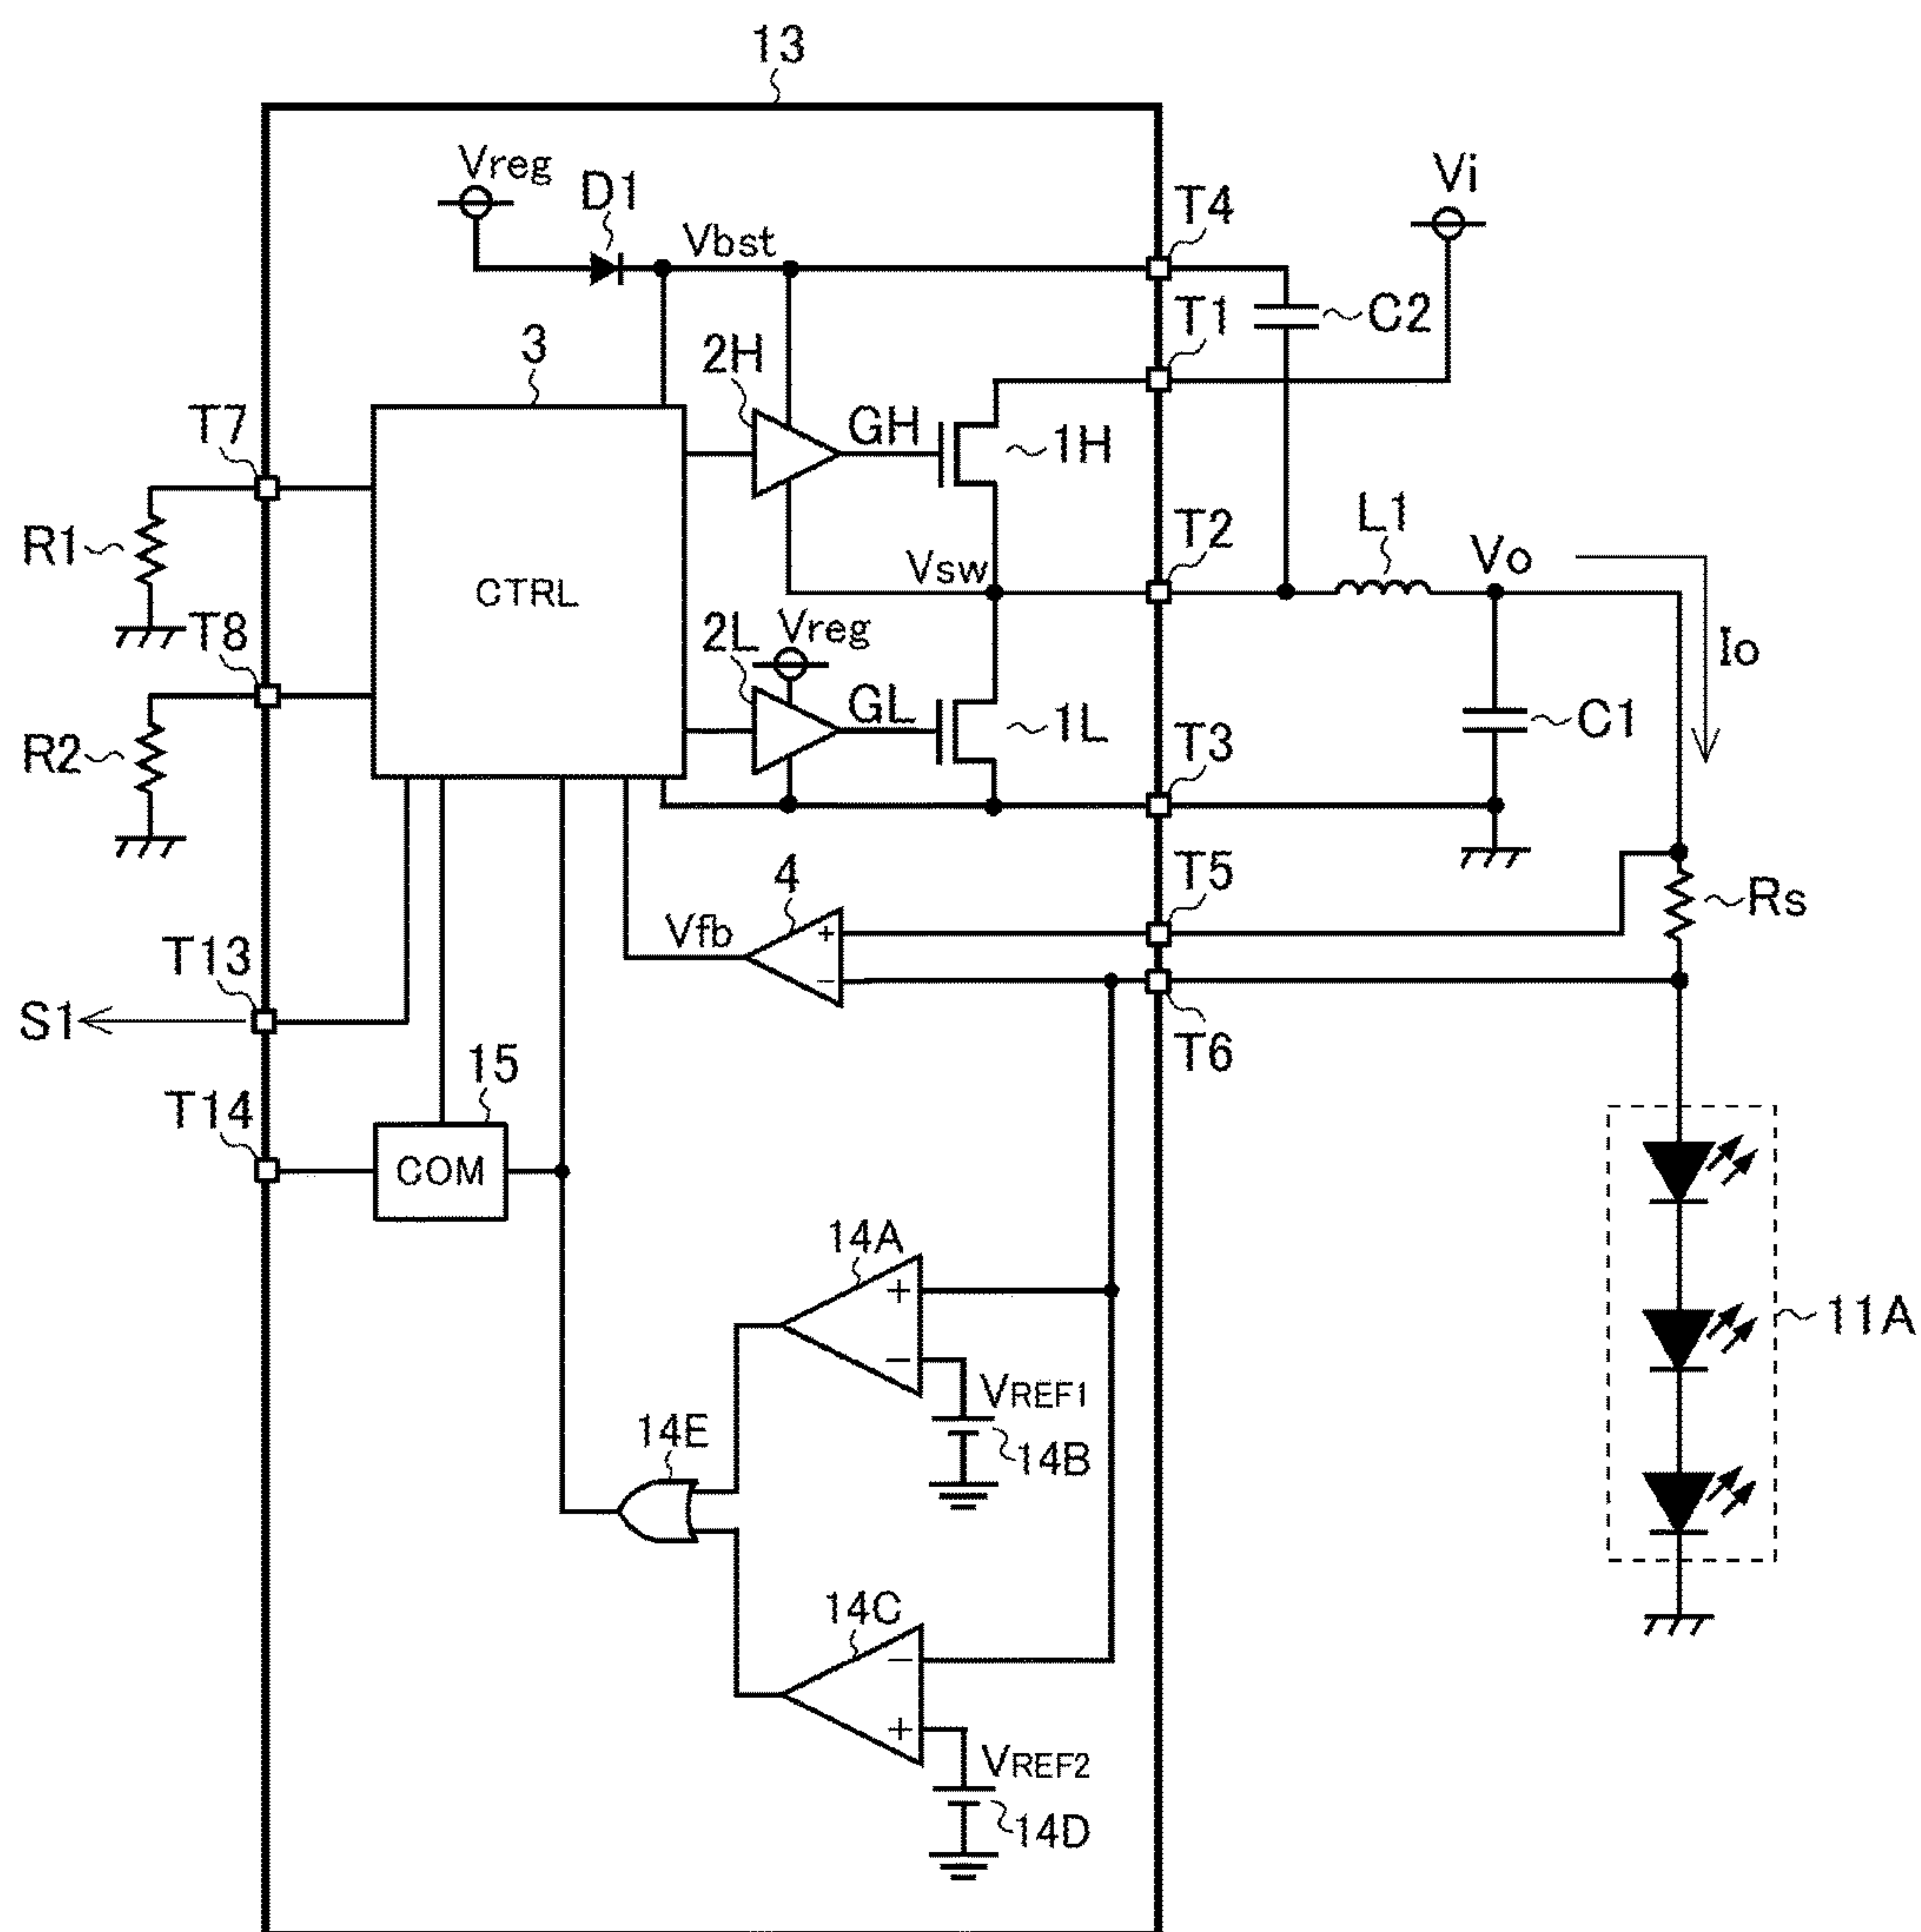 13
Vreg
D1
Vbst
T4
Vi
T1
C2
3
2H
GH
1H
T7
R1
CTRL
Vsw
T2
L1
Vo
Io
T8
2L
Vreg
GL
1L
T3
C1
R2
4
Vfb
+
−
T5
Rs
T13
S1
T6
15
T14
COM
14A
+
−
11A
VREF1
14B
14E
14C
−
+
VREF2
14D